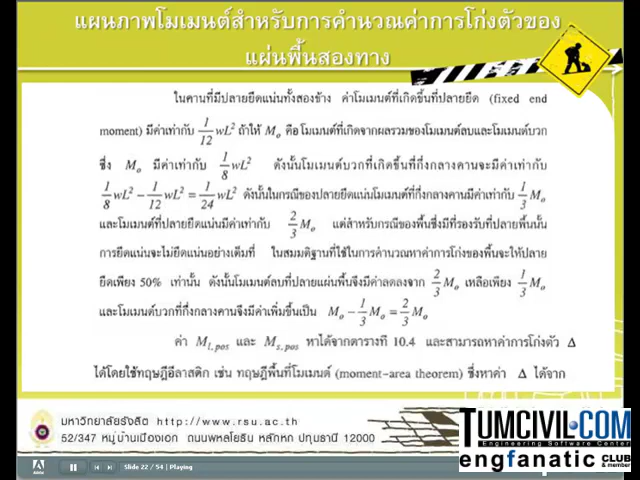 แผนภาพโมเมนต์สำหรับการคำนวณค่าการโก่งตัวของ
แผ่นพื้นสองทาง
ในคานที่มีปลายยึดแน่นทั้งสองข้าง ค่าโมเมนต์ที่เกิดขึ้นที่ปลายยึด (fixed end
moment) มีค่าเท่ากับ 1/12 wL² ถ้าให้ Mo คือโมเมนต์ที่เกิดจากผลรวมของโมเมนต์ลบและโมเมนต์บวก
ซึ่ง Mo มีค่าเท่ากับ 1/8 wL² ดังนั้นโมเมนต์บวกที่เกิดขึ้นที่กึ่งกลางคานจะมีค่าเท่ากับ
1/8 wL² − 1/12 wL² = 1/24 wL² ดังนั้นในกรณีของปลายยึดแน่นโมเมนต์ที่กึ่งกลางคานมีค่าเท่ากับ 1/3 Mo
และโมเมนต์ที่ปลายยึดแน่นมีค่าเท่ากับ 2/3 Mo แต่สำหรับกรณีของพื้นซึ่งมีที่รองรับที่ปลายพื้นนั้น
การยึดแน่นจะไม่ยึดแน่นอย่างเต็มที่ ในสมมติฐานที่ใช้ในการคำนวณหาค่าการโก่งของพื้นจะให้ปลาย
ยึดเพียง 50% เท่านั้น ดังนั้นโมเมนต์ลบที่ปลายแผ่นพื้นจึงมีค่าลดลงจาก 2/3 Mo เหลือเพียง 1/3 Mo
และโมเมนต์บวกที่กึ่งกลางคานจึงมีค่าเพิ่มขึ้นเป็น Mo − 1/3 Mo = 2/3 Mo
ค่า Ml,pos และ Ms,pos หาได้จากตารางที่ 10.4 และสามารถหาค่าการโก่งตัว Δ
ได้โดยใช้ทฤษฎีอีลาสติก เช่น ทฤษฎีพื้นที่โมเมนต์ (moment-area theorem) ซึ่งหาค่า Δ ได้จาก
มหาวิทยาลัยรังสิต http://www.rsu.ac.th
52/347 หมู่บ้านเมืองเอก ถนนพหลโยธิน หลักหก ปทุมธานี 12000
TUMCIVIL.COM
Engineering Software Center
engfanatic CLUB
& member
Adobe
Slide 22 / 54 | Playing